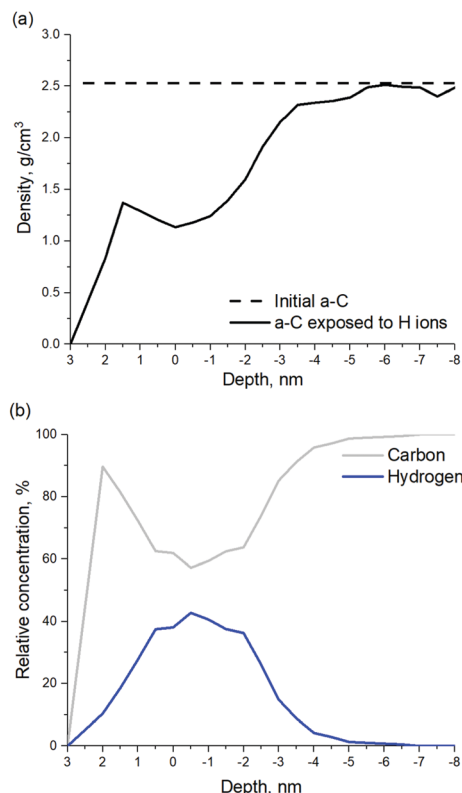 (a)
3.0
2.5
2.0
1.5
1.0
0.5
0.0
Density, g/cm³
Initial a-C
a-C exposed to H ions
3 2 1 0 -1 -2 -3 -4 -5 -6 -7 -8
Depth, nm
(b)
100
80
60
40
20
0
Relative concentration, %
Carbon
Hydrogen
3 2 1 0 -1 -2 -3 -4 -5 -6 -7 -8
Depth, nm